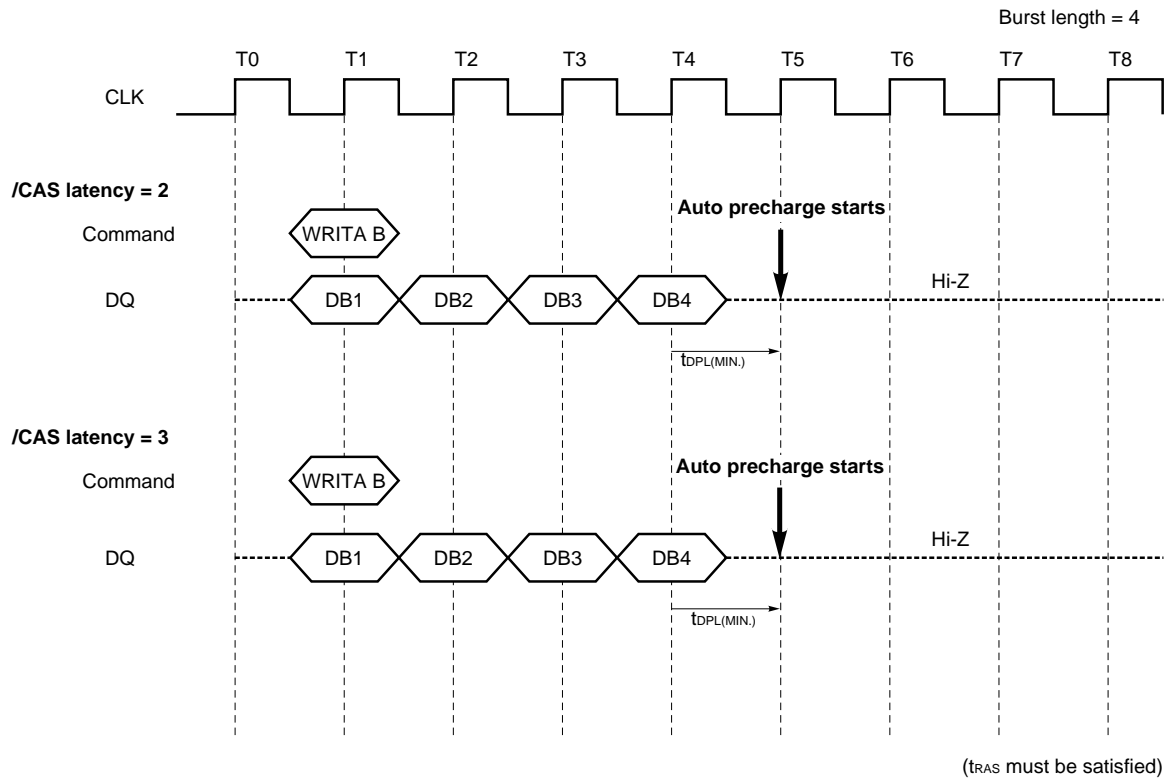 Burst length = 4
T0 T1 T2 T3 T4 T5 T6 T7 T8
CLK
/CAS latency = 2
Auto precharge starts
Command WRITA B
DQ DB1 DB2 DB3 DB4 Hi-Z
tDPL(MIN.)
/CAS latency = 3
Auto precharge starts
Command WRITA B
DQ DB1 DB2 DB3 DB4 Hi-Z
tDPL(MIN.)
(tRAS must be satisfied)